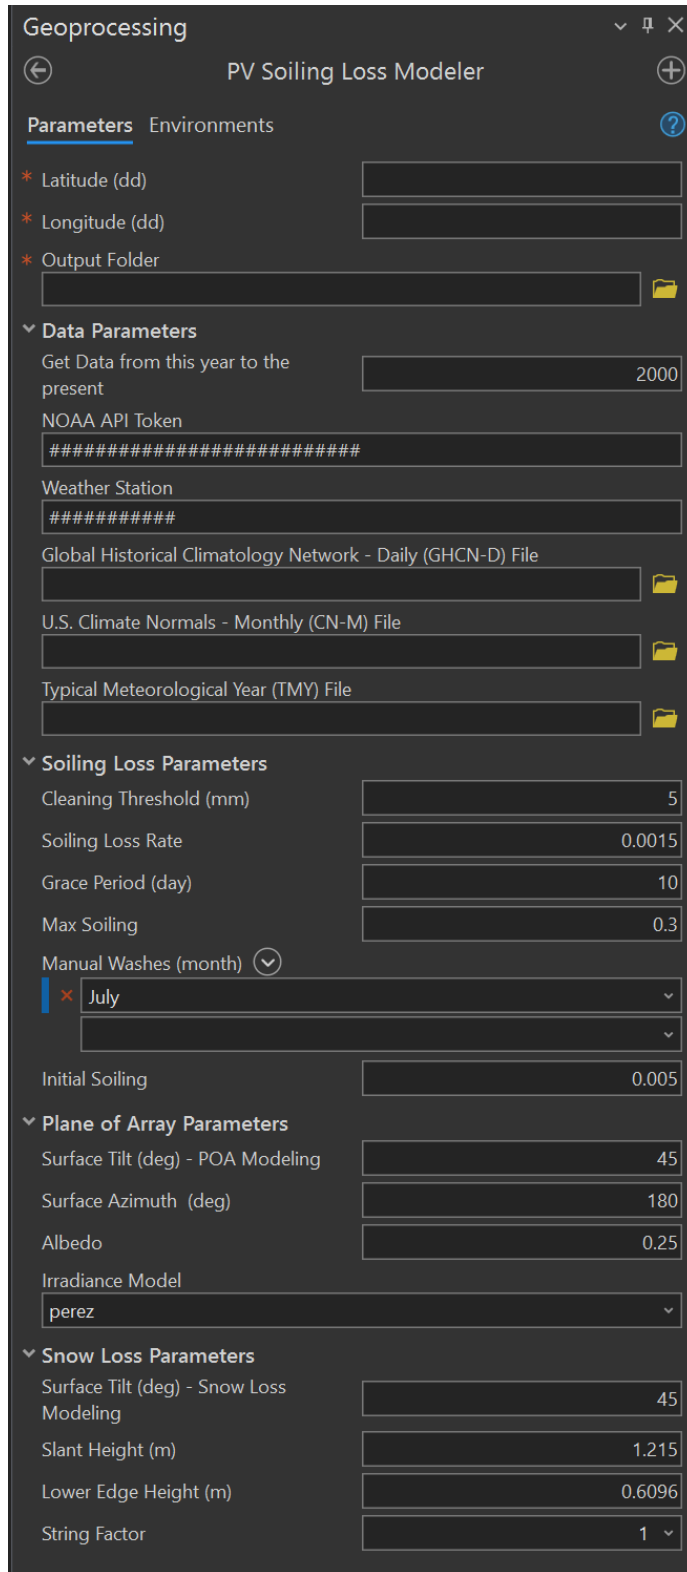 Geoprocessing
PV Soiling Loss Modeler
Parameters Environments
* Latitude (dd)
* Longitude (dd)
* Output Folder
Data Parameters
Get Data from this year to the
present 2000
NOAA API Token
###########################
Weather Station
###########
Global Historical Climatology Network - Daily (GHCN-D) File
U.S. Climate Normals - Monthly (CN-M) File
Typical Meteorological Year (TMY) File
Soiling Loss Parameters
Cleaning Threshold (mm) 5
Soiling Loss Rate 0.0015
Grace Period (day) 10
Max Soiling 0.3
Manual Washes (month)
July
Initial Soiling 0.005
Plane of Array Parameters
Surface Tilt (deg) - POA Modeling 45
Surface Azimuth  (deg) 180
Albedo 0.25
Irradiance Model
perez
Snow Loss Parameters
Surface Tilt (deg) - Snow Loss
Modeling 45
Slant Height (m) 1.215
Lower Edge Height (m) 0.6096
String Factor 1